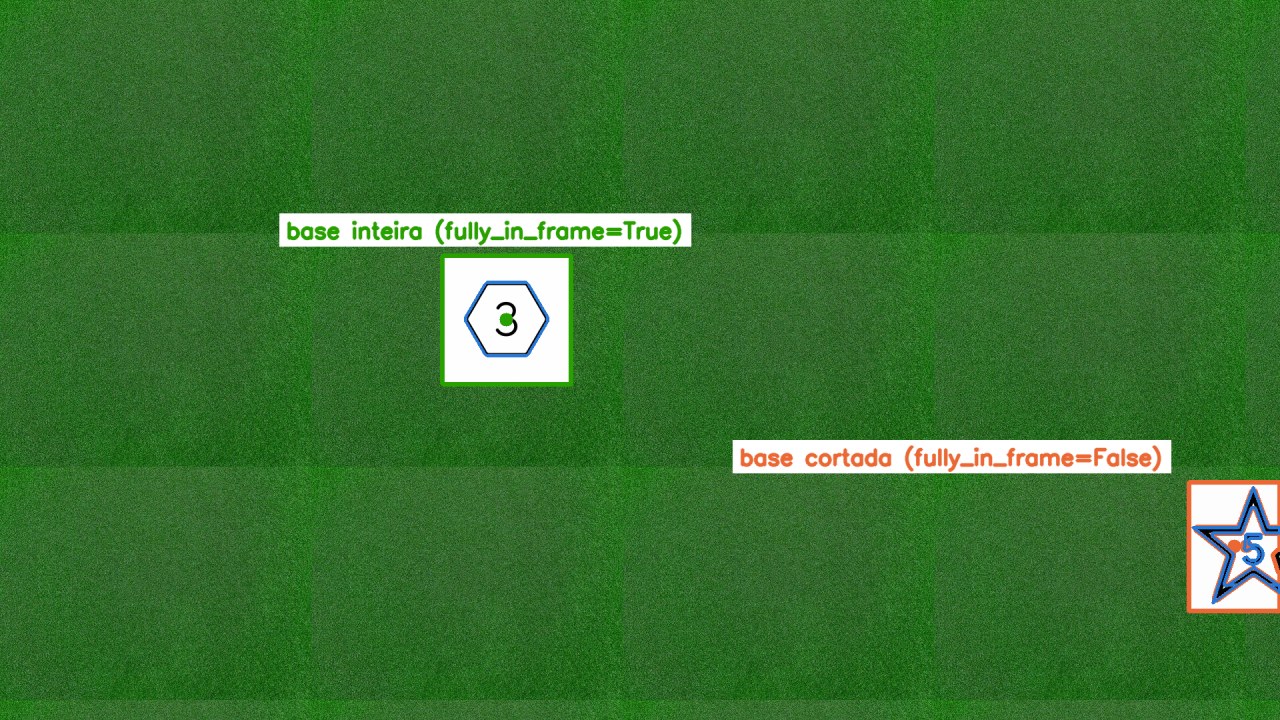 base inteira (fully_in_frame=True)
3
base cortada (fully_in_frame=False)
5